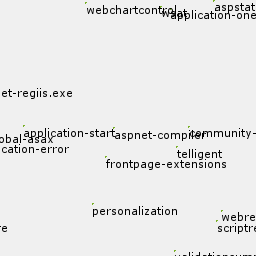 aspstat
webchartcontrol
application-one
et-regiis.exe
application-start
aspnet-compiler
community-
obal-asax
cation-error
telligent
frontpage-extensions
personalization
webre
scriptre
re